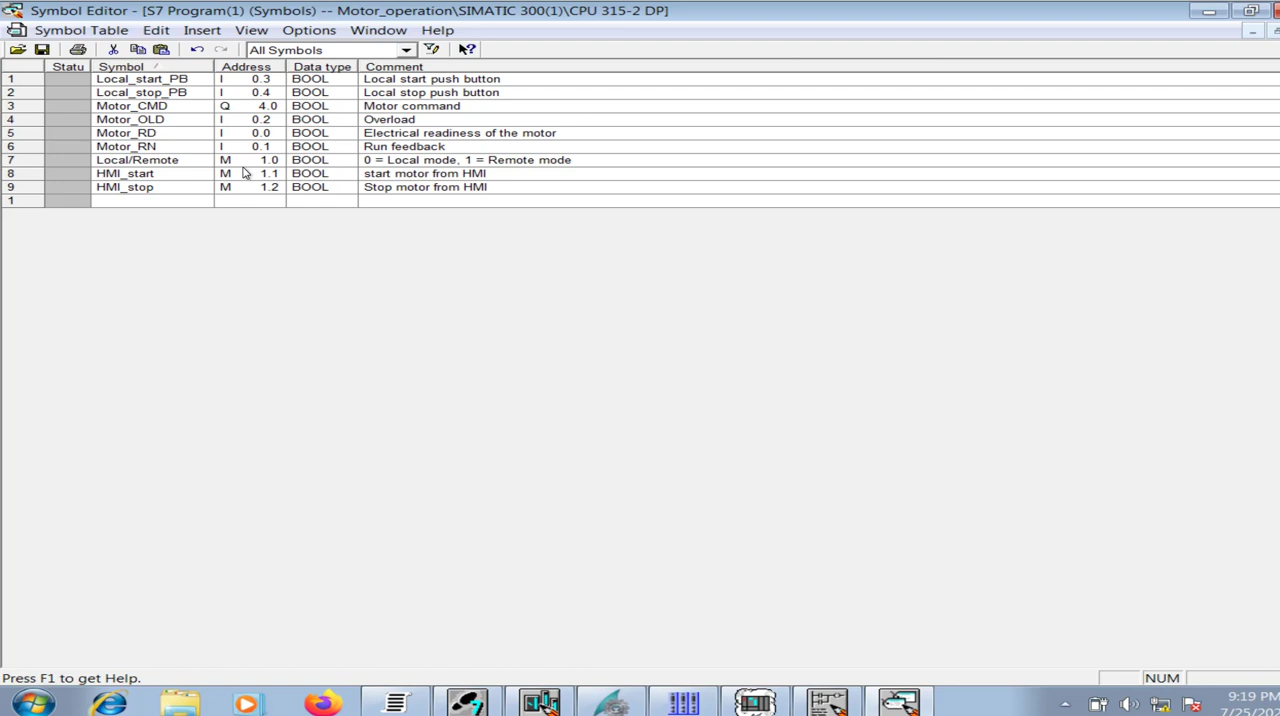 Symbol Editor - [S7 Program(1) (Symbols) -- Motor_operation\SIMATIC 300(1)\CPU 315-2 DP]
Symbol Table Edit Insert View Options Window Help
All Symbols
Statu Symbol Address Data type Comment
1 Local_start_PB I 0.3 BOOL Local start push button
2 Local_stop_PB I 0.4 BOOL Local stop push button
3 Motor_CMD Q 4.0 BOOL Motor command
4 Motor_OLD I 0.2 BOOL Overload
5 Motor_RD I 0.0 BOOL Electrical readiness of the motor
6 Motor_RN I 0.1 BOOL Run feedback
7 Local/Remote M 1.0 BOOL 0 = Local mode, 1 = Remote mode
8 HMI_start M 1.1 BOOL start motor from HMI
9 HMI_stop M 1.2 BOOL Stop motor from HMI
1
Press F1 to get Help.
NUM
9:19 PM
7/25/202